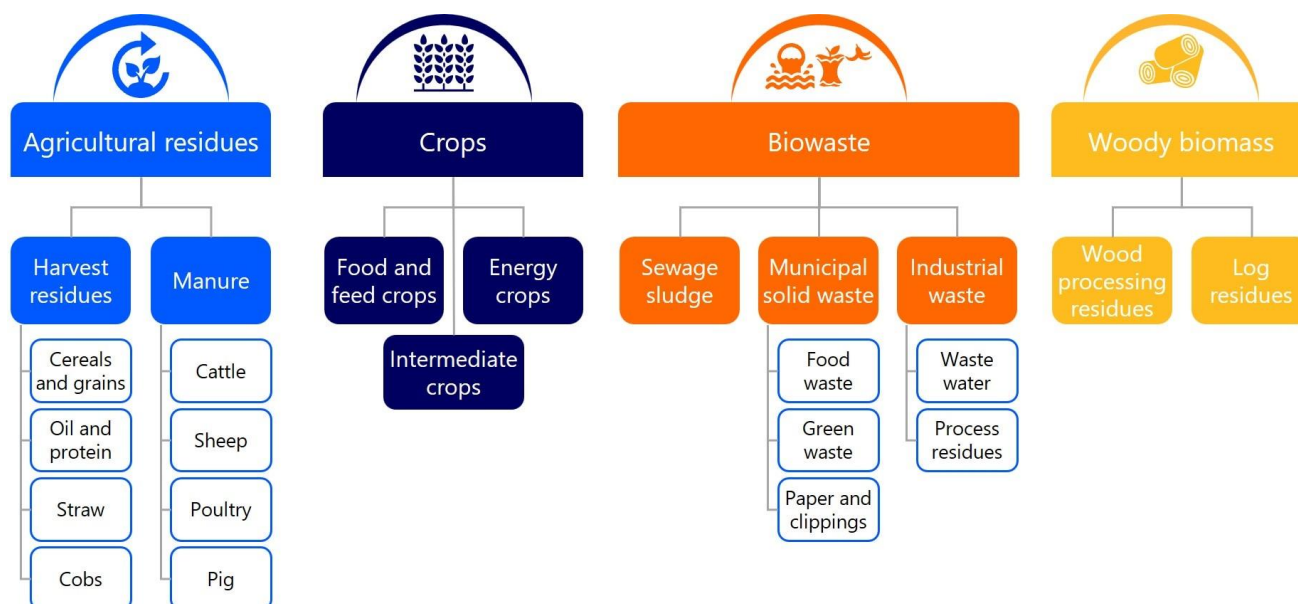 Agricultural residues
Crops
Biowaste
Woody biomass
Harvest
residues
Manure
Food and
feed crops
Energy
crops
Intermediate
crops
Sewage
sludge
Municipal
solid waste
Industrial
waste
Wood
processing
residues
Log
residues
Cereals
and grains
Oil and
protein
Straw
Cobs
Cattle
Sheep
Poultry
Pig
Food
waste
Green
waste
Paper and
clippings
Waste
water
Process
residues